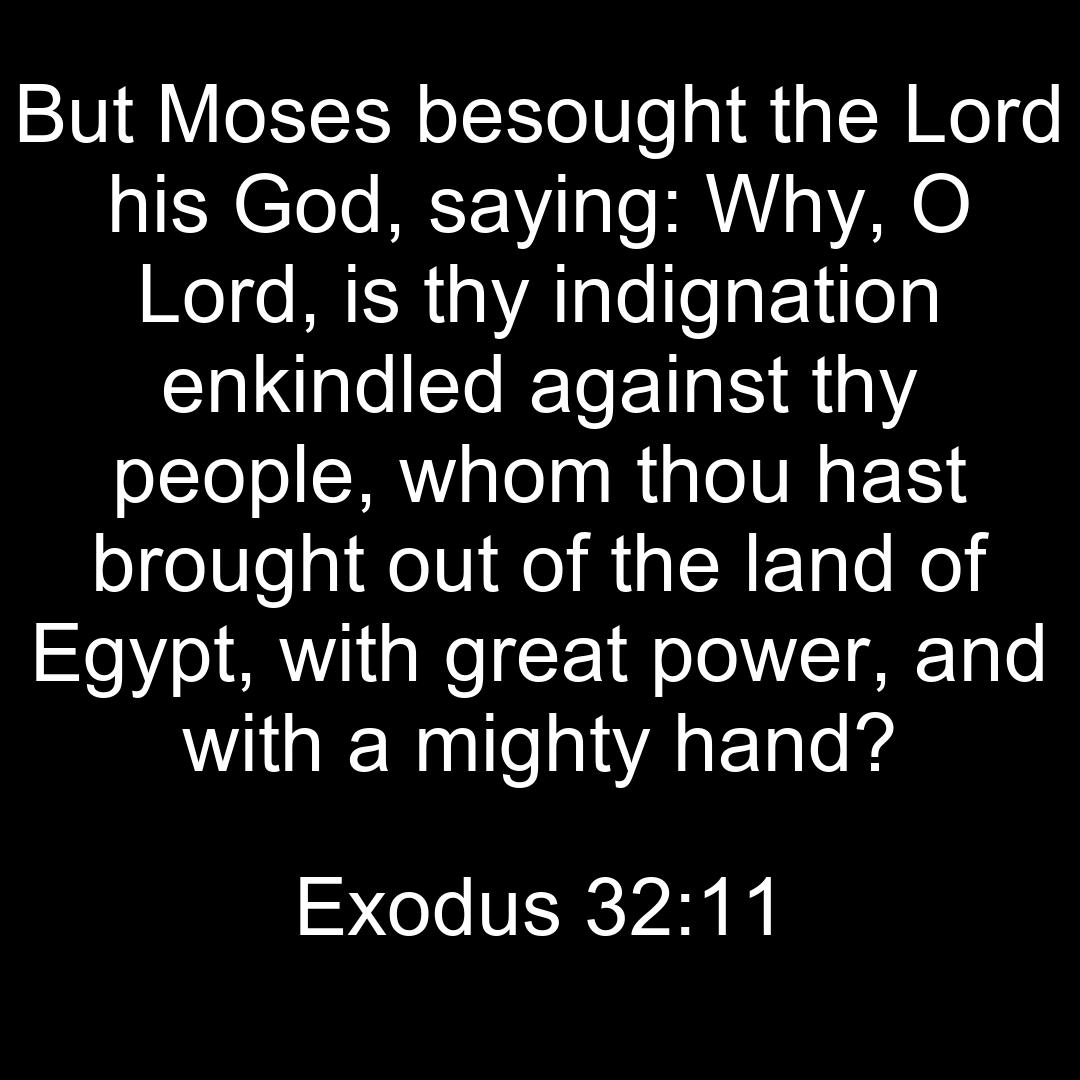 But Moses besought the Lord
his God, saying: Why, O
Lord, is thy indignation
enkindled against thy
people, whom thou hast
brought out of the land of
Egypt, with great power, and
with a mighty hand?
Exodus 32:11